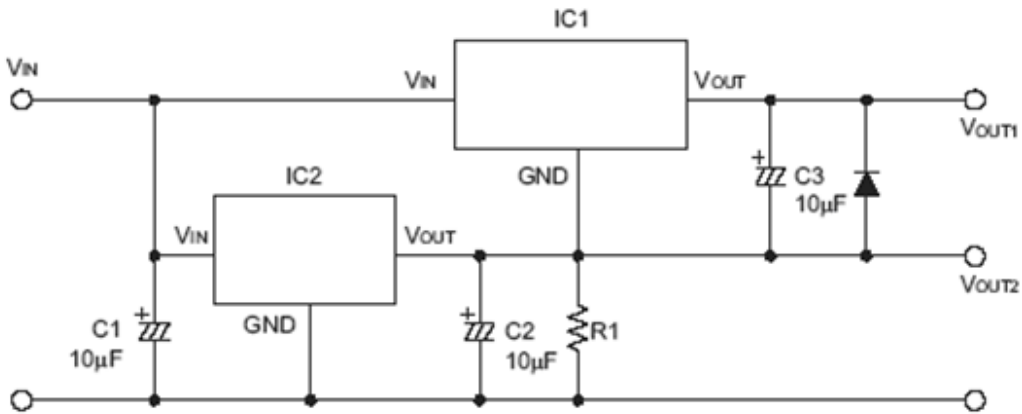 IC1
VIN
VIN
VOUT
VOUT1
GND
C3
10μF
IC2
VIN
VOUT
VOUT2
GND
C1
10μF
C2
10μF
R1